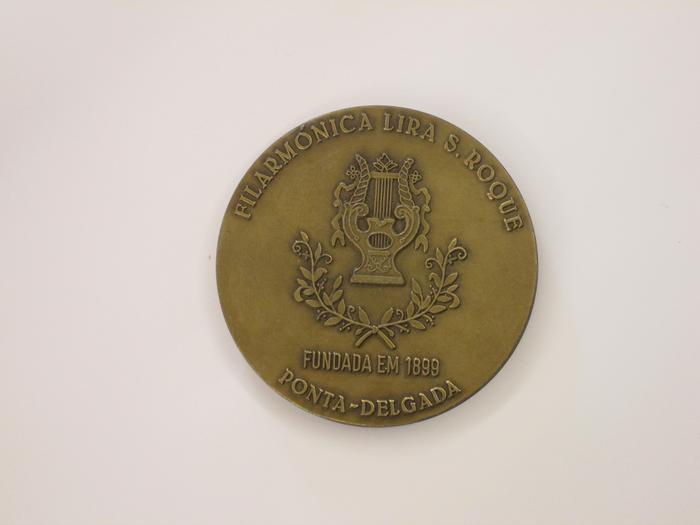 FILARMÓNICA LIRA S. ROQUE
FUNDADA EM 1899
PONTA-DELGADA